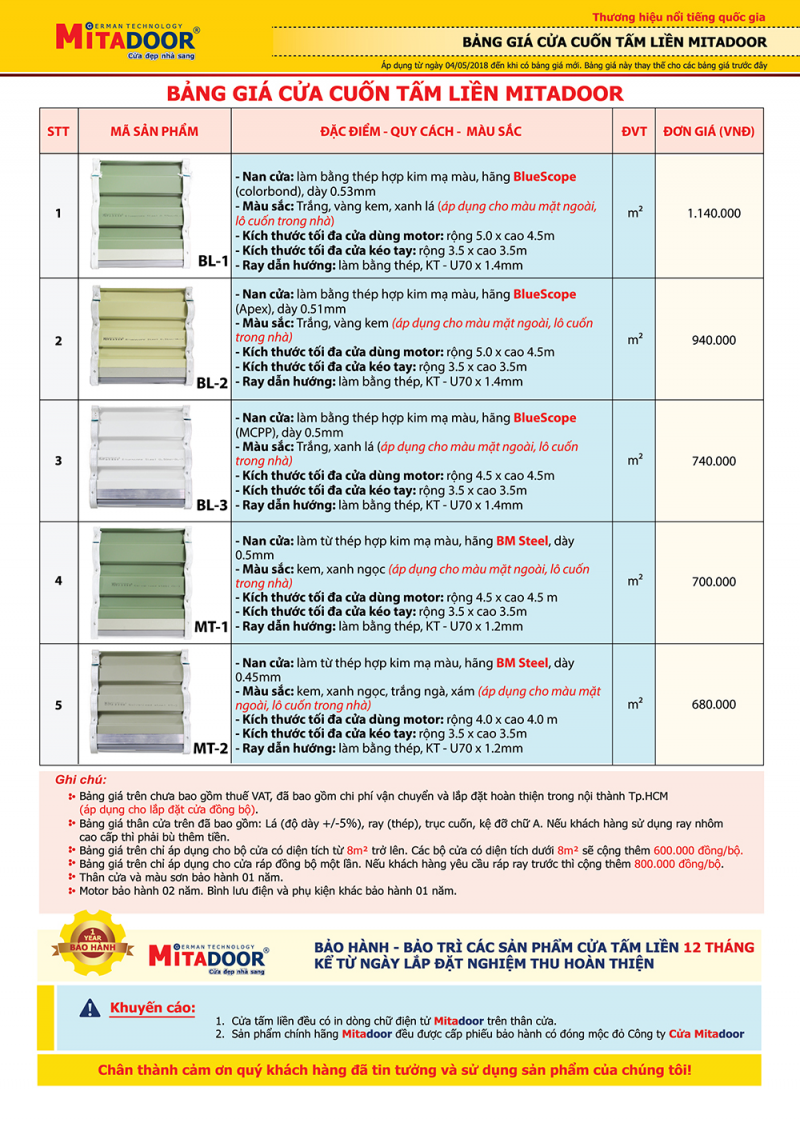 GERMAN TECHNOLOGY
MITADOOR®
Cửa đẹp nhà sang
Thương hiệu nổi tiếng quốc gia
BẢNG GIÁ CỬA CUỐN TẤM LIỀN MITADOOR
Áp dụng từ ngày 04/05/2018 đến khi có bảng giá mới. Bảng giá này thay thế cho các bảng giá trước đây
BẢNG GIÁ CỬA CUỐN TẤM LIỀN MITADOOR
STT MÃ SẢN PHẨM ĐẶC ĐIỂM - QUY CÁCH - MÀU SẮC ĐVT ĐƠN GIÁ (VNĐ)
1
BL-1
- Nan cửa: làm bằng thép hợp kim mạ màu, hãng BlueScope
(colorbond), dày 0.53mm
- Màu sắc: Trắng, vàng kem, xanh lá (áp dụng cho màu mặt ngoài,
lô cuốn trong nhà)
- Kích thước tối đa cửa dùng motor: rộng 5.0 x cao 4.5m
- Kích thước tối đa cửa kéo tay: rộng 3.5 x cao 3.5m
- Ray dẫn hướng: làm bằng thép, KT - U70 x 1.4mm
m²
1.140.000
2
BL-2
- Nan cửa: làm bằng thép hợp kim mạ màu, hãng BlueScope
(Apex), dày 0.51mm
- Màu sắc: Trắng, vàng kem (áp dụng cho màu mặt ngoài, lô cuốn
trong nhà)
- Kích thước tối đa cửa dùng motor: rộng 5.0 x cao 4.5m
- Kích thước tối đa cửa kéo tay: rộng 3.5 x cao 3.5m
- Ray dẫn hướng: làm bằng thép, KT - U70 x 1.4mm
m²
940.000
3
BL-3
- Nan cửa: làm bằng thép hợp kim mạ màu, hãng BlueScope
(MCPP), dày 0.5mm
- Màu sắc: Trắng, xanh lá (áp dụng cho màu mặt ngoài, lô cuốn
trong nhà)
- Kích thước tối đa cửa dùng motor: rộng 4.5 x cao 4.5m
- Kích thước tối đa cửa kéo tay: rộng 3.5 x cao 3.5m
- Ray dẫn hướng: làm bằng thép, KT - U70 x 1.4mm
m²
740.000
4
MT-1
- Nan cửa: làm từ thép hợp kim mạ màu, hãng BM Steel, dày
0.5mm
- Màu sắc: kem, xanh ngọc (áp dụng cho màu mặt ngoài, lô cuốn
trong nhà)
- Kích thước tối đa cửa dùng motor: rộng 4.5 x cao 4.5 m
- Kích thước tối đa cửa kéo tay: rộng 3.5 x cao 3.5m
- Ray dẫn hướng: làm bằng thép, KT - U70 x 1.2mm
m²
700.000
5
MT-2
- Nan cửa: làm từ thép hợp kim mạ màu, hãng BM Steel, dày
0.45mm
- Màu sắc: kem, xanh ngọc, trắng ngà, xám (áp dụng cho màu mặt
ngoài, lô cuốn trong nhà)
- Kích thước tối đa cửa dùng motor: rộng 4.0 x cao 4.0 m
- Kích thước tối đa cửa kéo tay: rộng 3.5 x cao 3.5m
- Ray dẫn hướng: làm bằng thép, KT - U70 x 1.2mm
m²
680.000
Ghi chú:
Bảng giá trên chưa bao gồm thuế VAT, đã bao gồm chi phí vận chuyển và lắp đặt hoàn thiện trong nội thành Tp.HCM
(áp dụng cho lắp đặt cửa đồng bộ).
Bảng giá thân cửa trên đã bao gồm: Lá (độ dày +/-5%), ray (thép), trục cuốn, kệ đỡ chữ A. Nếu khách hàng sử dụng ray nhôm
cao cấp thì phải bù thêm tiền.
Bảng giá trên chỉ áp dụng cho bộ cửa có diện tích từ 8m² trở lên. Các bộ cửa có diện tích dưới 8m² sẽ cộng thêm 600.000 đồng/bộ.
Bảng giá trên chỉ áp dụng cho cửa ráp đồng bộ một lần. Nếu khách hàng yêu cầu ráp ray trước thì cộng thêm 800.000 đồng/bộ.
Thân cửa và màu sơn bảo hành 01 năm.
Motor bảo hành 02 năm. Bình lưu điện và phụ kiện khác bảo hành 01 năm.
1
YEAR
BẢO HÀNH
GERMAN TECHNOLOGY
MITADOOR®
Cửa đẹp nhà sang
BẢO HÀNH - BẢO TRÌ CÁC SẢN PHẨM CỬA TẤM LIỀN 12 THÁNG
KỂ TỪ NGÀY LẮP ĐẶT NGHIỆM THU HOÀN THIỆN
Khuyến cáo:
1. Cửa tấm liền đều có in dòng chữ điện tử Mitadoor trên thân cửa.
2. Sản phẩm chính hãng Mitadoor đều được cấp phiếu bảo hành có đóng mộc đỏ Công ty Cửa Mitadoor
Chân thành cảm ơn quý khách hàng đã tin tưởng và sử dụng sản phẩm của chúng tôi!